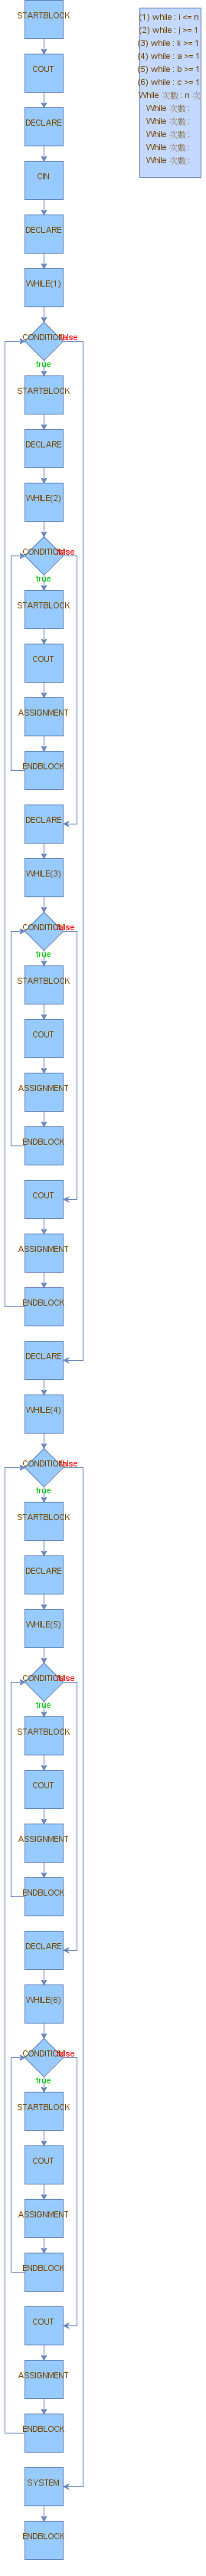 STARTBLOCK
COUT
DECLARE
CIN
DECLARE
WHILE(1)
CONDITION false
true
STARTBLOCK
DECLARE
WHILE(2)
CONDITION false
true
STARTBLOCK
COUT
ASSIGNMENT
ENDBLOCK
DECLARE
WHILE(3)
CONDITION false
true
STARTBLOCK
COUT
ASSIGNMENT
ENDBLOCK
COUT
ASSIGNMENT
ENDBLOCK
DECLARE
WHILE(4)
CONDITION false
true
STARTBLOCK
DECLARE
WHILE(5)
CONDITION false
true
STARTBLOCK
COUT
ASSIGNMENT
ENDBLOCK
DECLARE
WHILE(6)
CONDITION false
true
STARTBLOCK
COUT
ASSIGNMENT
ENDBLOCK
COUT
ASSIGNMENT
ENDBLOCK
SYSTEM
ENDBLOCK
(1) while : i <= n
(2) while : j >= 1
(3) while : k >= 1
(4) while : a >= 1
(5) while : b >= 1
(6) while : c >= 1
While 次數 : n 次
While 次數 :
While 次數 :
While 次數 :
While 次數 :
While 次數 :